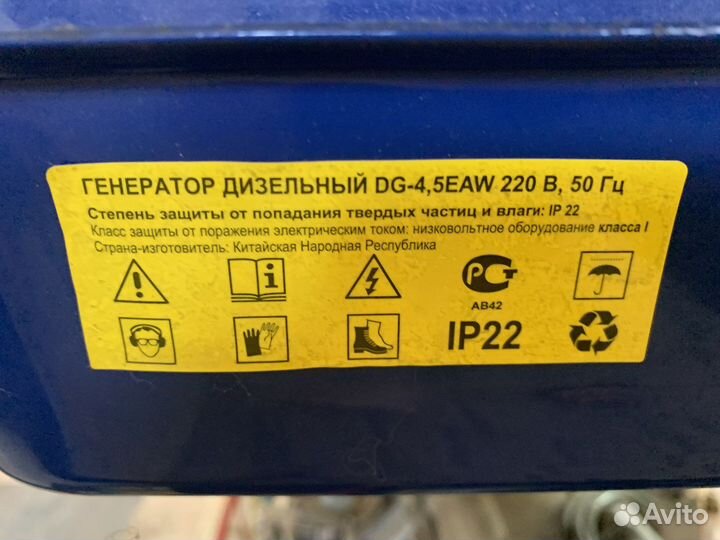 ГЕНЕРАТОР ДИЗЕЛЬНЫЙ DG-4,5EAW 220 В, 50 Гц
Степень защиты от попадания твердых частиц и влаги: IP 22
Класс защиты от поражения электрическим током: низковольтное оборудование класса I
Страна-изготовитель: Китайская Народная Республика
РСТ
АВ42
IP22
Avito